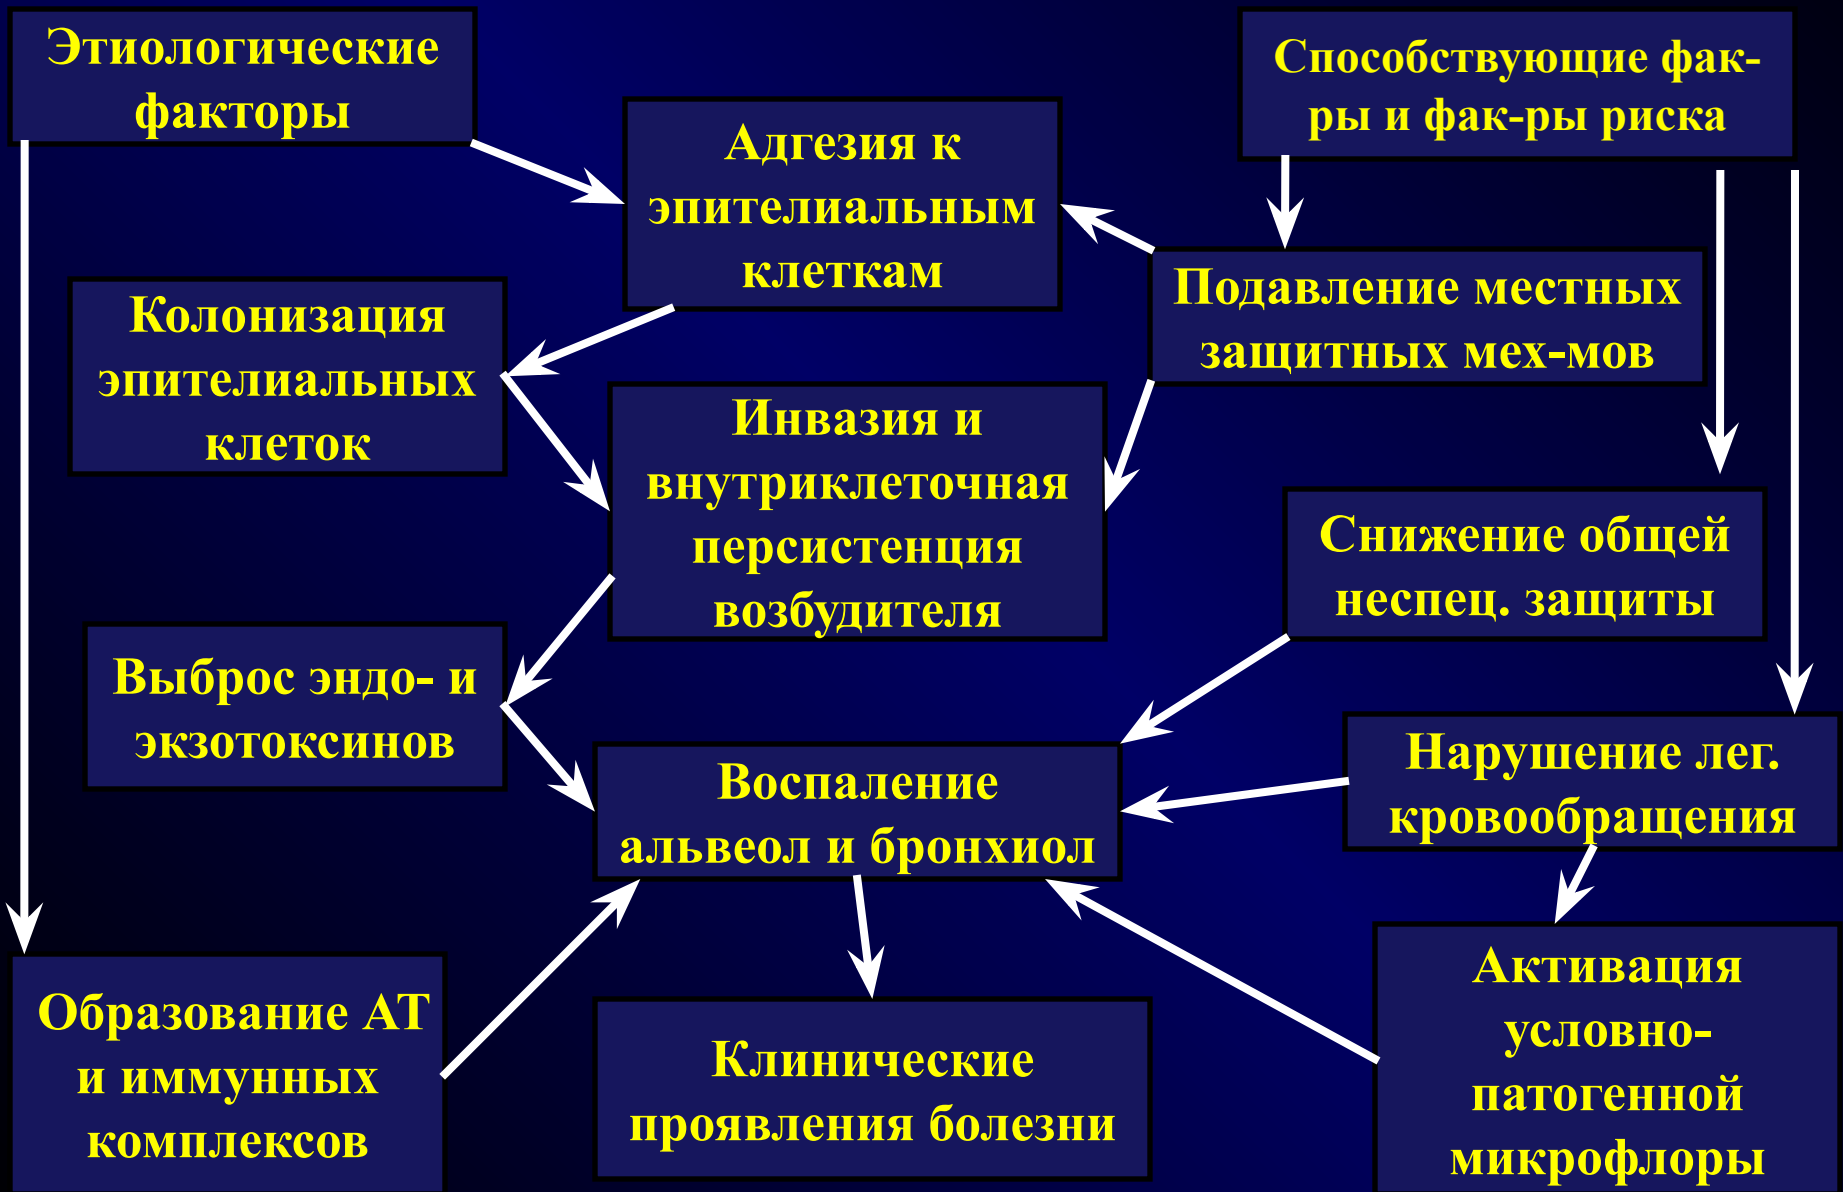 Этиологические
факторы
Способствующие фак-
ры и фак-ры риска
Адгезия к
эпителиальным
клеткам
Подавление местных
защитных мех-мов
Колонизация
эпителиальных
клеток
Инвазия и
внутриклеточная
персистенция
возбудителя
Снижение общей
неспец. защиты
Выброс эндо- и
экзотоксинов
Воспаление
альвеол и бронхиол
Нарушение лег.
кровообращения
Образование АТ
и иммунных
комплексов
Клинические
проявления болезни
Активация
условно-
патогенной
микрофлоры